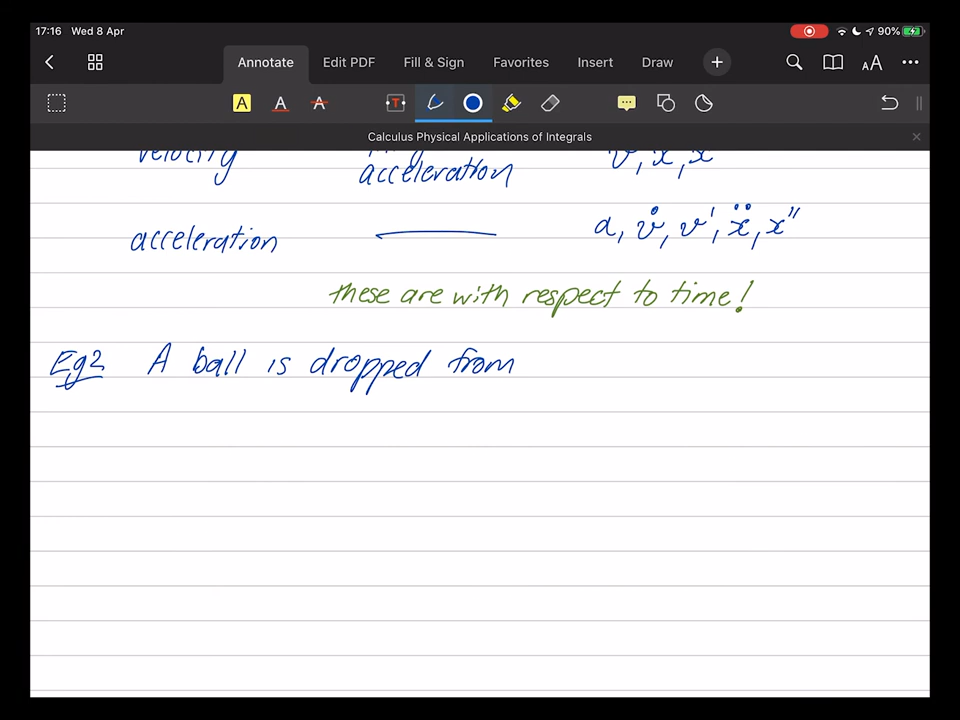 17:16 Wed 8 Apr 90%
Annotate Edit PDF Fill & Sign Favorites Insert Draw
Calculus Physical Applications of Integrals
velocity
acceleration
acceleration a, v̇, v', ẍ, x''
these are with respect to time!
Eg2 A ball is dropped from